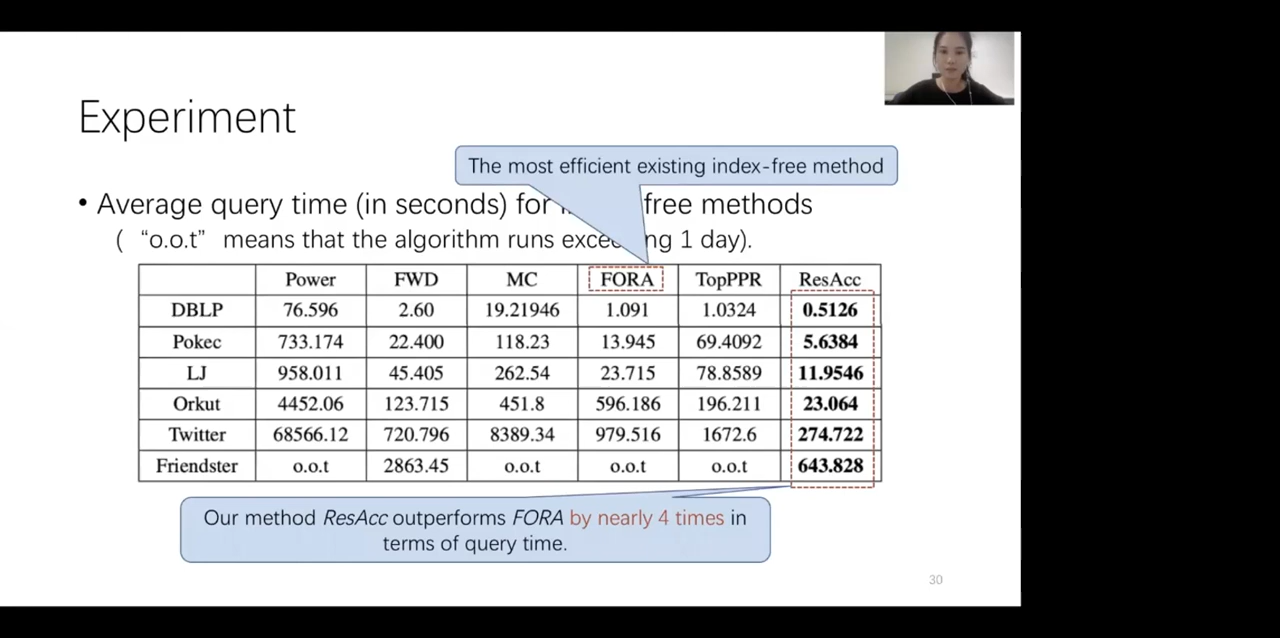 Experiment
The most efficient existing index-free method
• Average query time (in seconds) for free methods
( “o.o.t” means that the algorithm runs exceeding 1 day).
Power FWD MC FORA TopPPR ResAcc
DBLP 76.596 2.60 19.21946 1.091 1.0324 0.5126
Pokec 733.174 22.400 118.23 13.945 69.4092 5.6384
LJ 958.011 45.405 262.54 23.715 78.8589 11.9546
Orkut 4452.06 123.715 451.8 596.186 196.211 23.064
Twitter 68566.12 720.796 8389.34 979.516 1672.6 274.722
Friendster o.o.t 2863.45 o.o.t o.o.t o.o.t 643.828
Our method ResAcc outperforms FORA by nearly 4 times in
terms of query time.
30